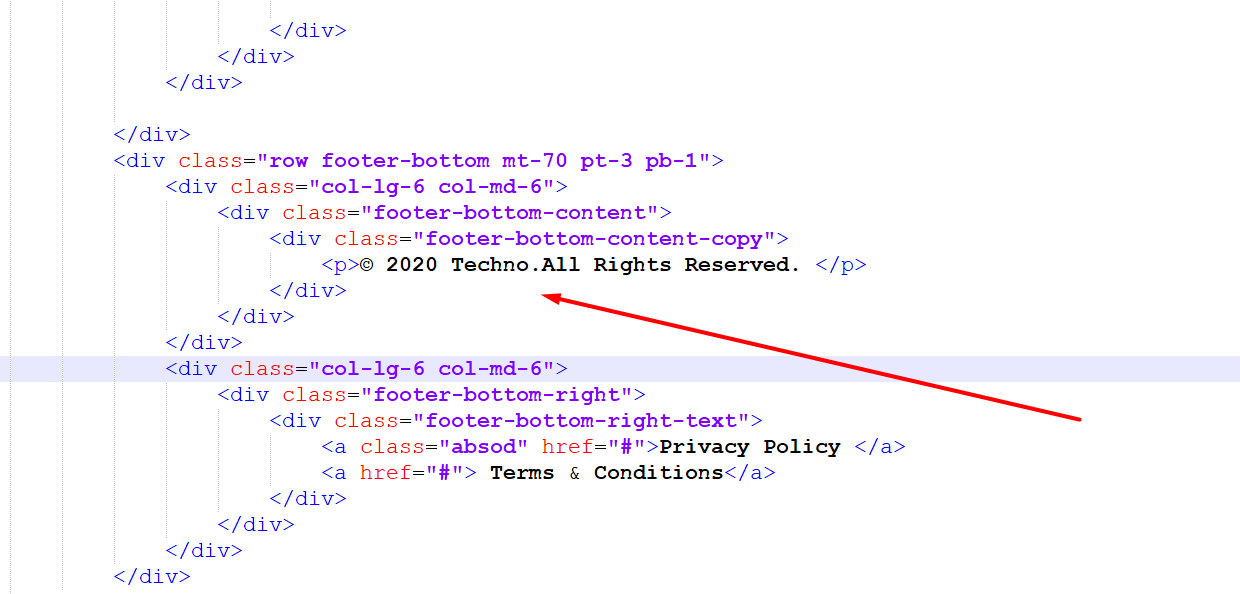 </div>
</div>
</div>
</div>
<div class="row footer-bottom mt-70 pt-3 pb-1">
<div class="col-lg-6 col-md-6">
<div class="footer-bottom-content">
<div class="footer-bottom-content-copy">
<p>© 2020 Techno.All Rights Reserved. </p>
</div>
</div>
</div>
<div class="col-lg-6 col-md-6">
<div class="footer-bottom-right">
<div class="footer-bottom-right-text">
<a class="absod" href="#">Privacy Policy </a>
<a href="#"> Terms & Conditions</a>
</div>
</div>
</div>
</div>